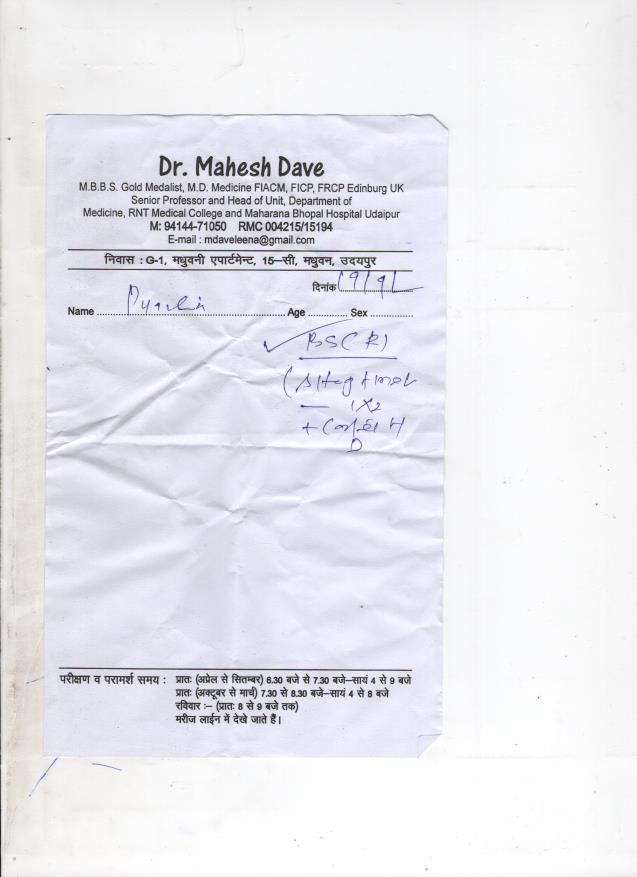 Dr. Mahesh Dave
M.B.B.S. Gold Medalist, M.D. Medicine FIACM, FICP, FRCP Edinburg UK
Senior Professor and Head of Unit, Department of
Medicine, RNT Medical College and Maharana Bhopal Hospital Udaipur
M: 94144-71050 RMC 004215/15194
E-mail : mdaveleena@gmail.com
निवास : G-1, मधुवनी एपार्टमेन्ट, 15–सी, मधुवन, उदयपुर
दिनांक
Name Age Sex
BS(R)
1X2
परीक्षण व परामर्श समय : प्रातः (अप्रेल से सितम्बर) 6.30 बजे से 7.30 बजे–सायं 4 से 9 बजे
प्रातः (अक्टूबर से मार्च) 7.30 से 8.30 बजे–सायं 4 से 8 बजे
रविवार :– (प्रातः 8 से 9 बजे तक)
मरीज लाईन में देखे जाते हैं।